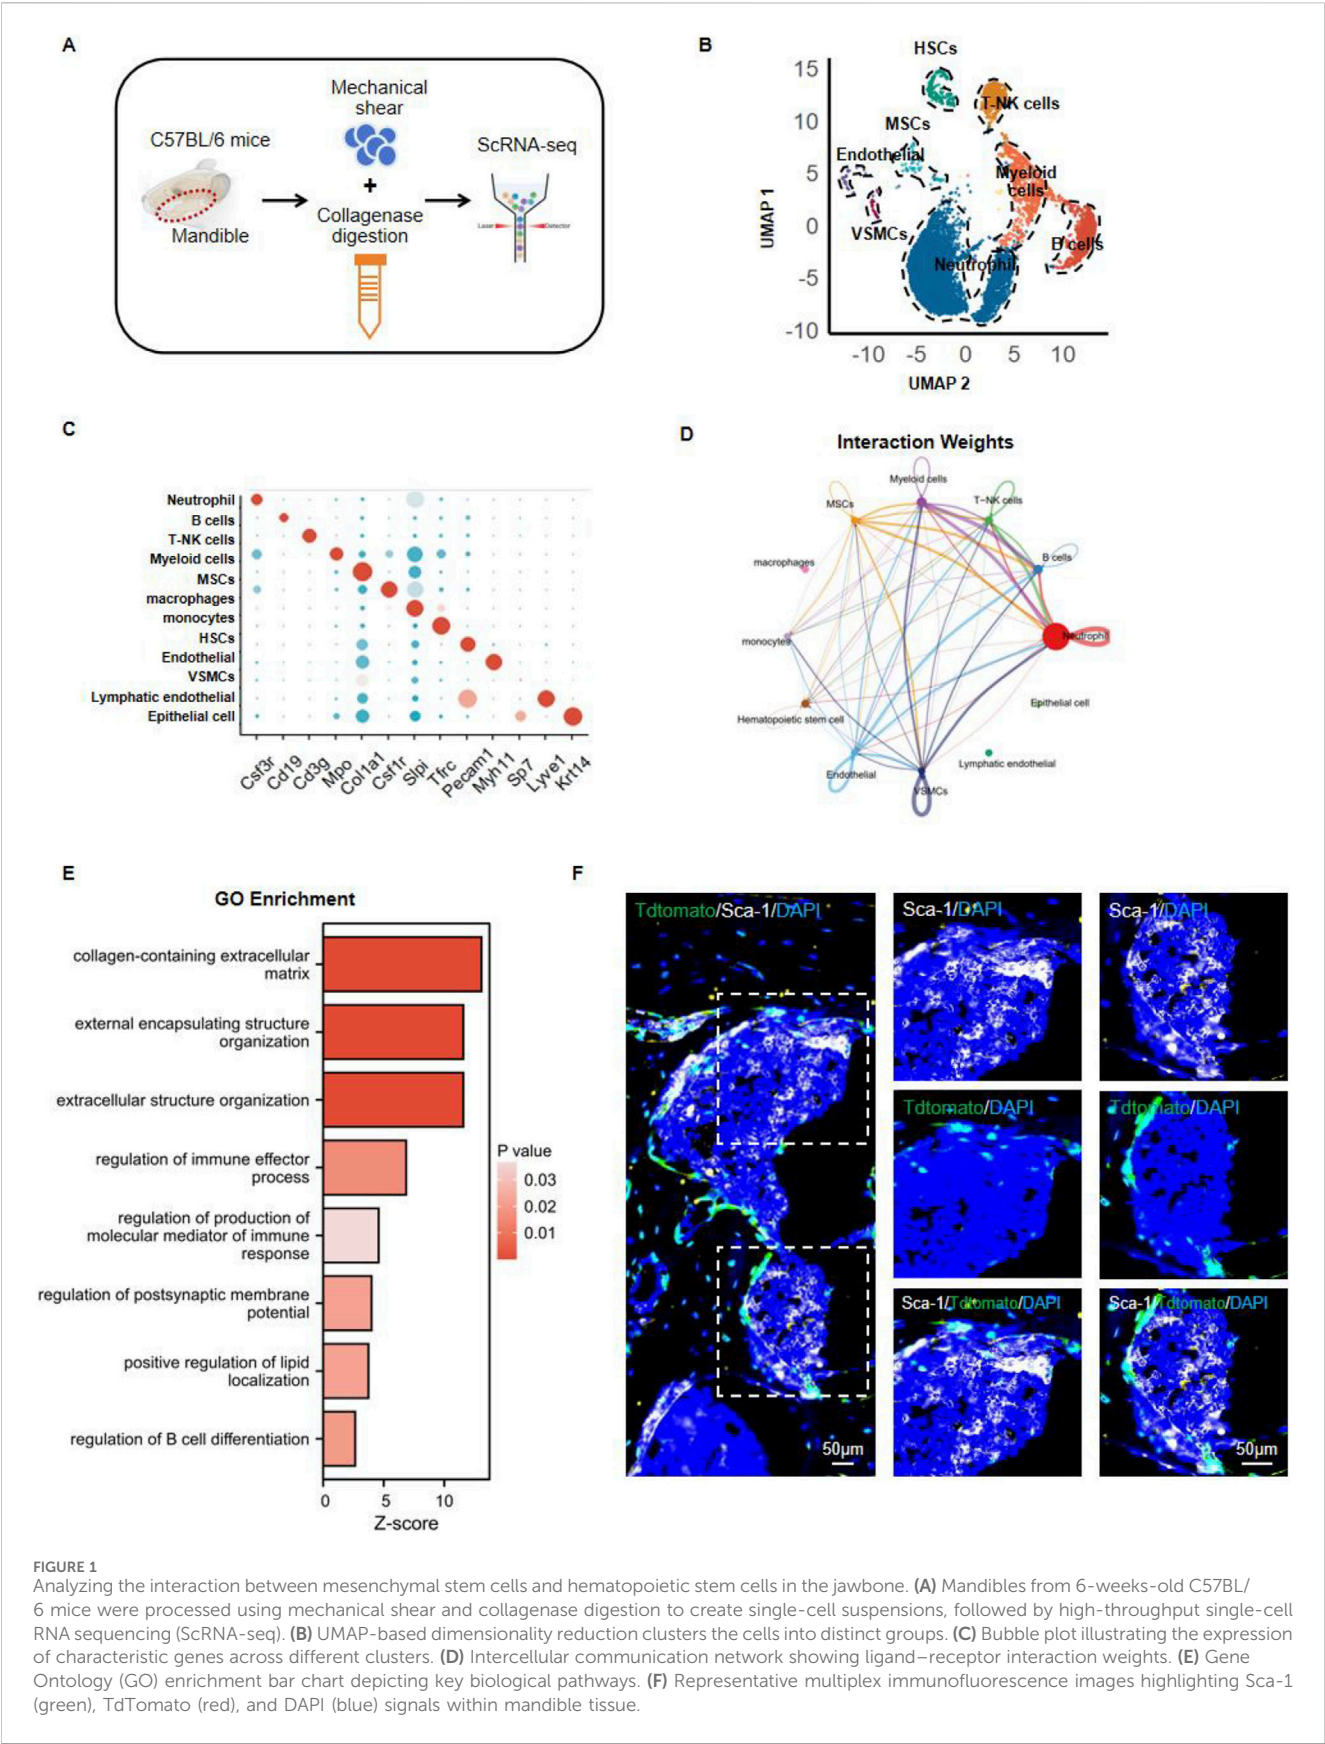 A
C57BL/6 mice
Mandible
Mechanical
shear
+
Collagenase
digestion
ScRNA-seq
Laser
Detector
B
HSCs
T-NK cells
MSCs
Endothelial
Myeloid
cells
VSMCs
B cells
Neutrophil
UMAP 1
15
10
5
0
-5
-10
-10 -5 0 5 10
UMAP 2
C
Neutrophil
B cells
T-NK cells
Myeloid cells
MSCs
macrophages
monocytes
HSCs
Endothelial
VSMCs
Lymphatic endothelial
Epithelial cell
Csf3r Cd19 Cd3g Mpo Col1a1 Csf1r Slpi Tfrc Pecam1 Myh11 Sp7 Lyve1 Krt14
D
Interaction Weights
Myeloid cells
MSCs
T-NK cells
B cells
macrophages
monocytes
Neutrophil
Epithelial cell
Hematopoietic stem cell
Lymphatic endothelial
Endothelial
VSMCs
E
GO Enrichment
collagen-containing extracellular
matrix
external encapsulating structure
organization
extracellular structure organization
regulation of immune effector
process
regulation of production of
molecular mediator of immune
response
regulation of postsynaptic membrane
potential
positive regulation of lipid
localization
regulation of B cell differentiation
0 5 10
Z-score
P value
0.03
0.02
0.01
F
Tdtomato/Sca-1/DAPI
Sca-1/DAPI
Sca-1/DAPI
Tdtomato/DAPI
Tdtomato/DAPI
Sca-1/Tdtomato/DAPI
Sca-1/Tdtomato/DAPI
50μm
50μm
FIGURE 1
Analyzing the interaction between mesenchymal stem cells and hematopoietic stem cells in the jawbone. (A) Mandibles from 6-weeks-old C57BL/
6 mice were processed using mechanical shear and collagenase digestion to create single-cell suspensions, followed by high-throughput single-cell
RNA sequencing (ScRNA-seq). (B) UMAP-based dimensionality reduction clusters the cells into distinct groups. (C) Bubble plot illustrating the expression
of characteristic genes across different clusters. (D) Intercellular communication network showing ligand–receptor interaction weights. (E) Gene
Ontology (GO) enrichment bar chart depicting key biological pathways. (F) Representative multiplex immunofluorescence images highlighting Sca-1
(green), TdTomato (red), and DAPI (blue) signals within mandible tissue.